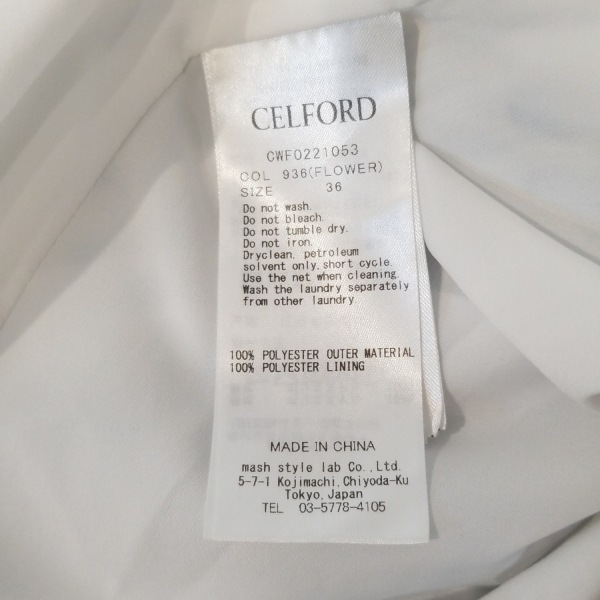 CELFORD
CWF0221053
COL 936(FLOWER)
SIZE 36
Do not wash.
Do not bleach.
Do not tumble dry.
Do not iron.
Dryclean, petroleum
solvent only,short cycle.
Use the net when cleaning.
Wash the laundry separately
from other laundry.
100% POLYESTER OUTER MATERIAL
100% POLYESTER LINING
MADE IN CHINA
mash style lab Co.,Ltd.
5-7-1 Kojimachi,Chiyoda-Ku
Tokyo,Japan
TEL 03-5778-4105